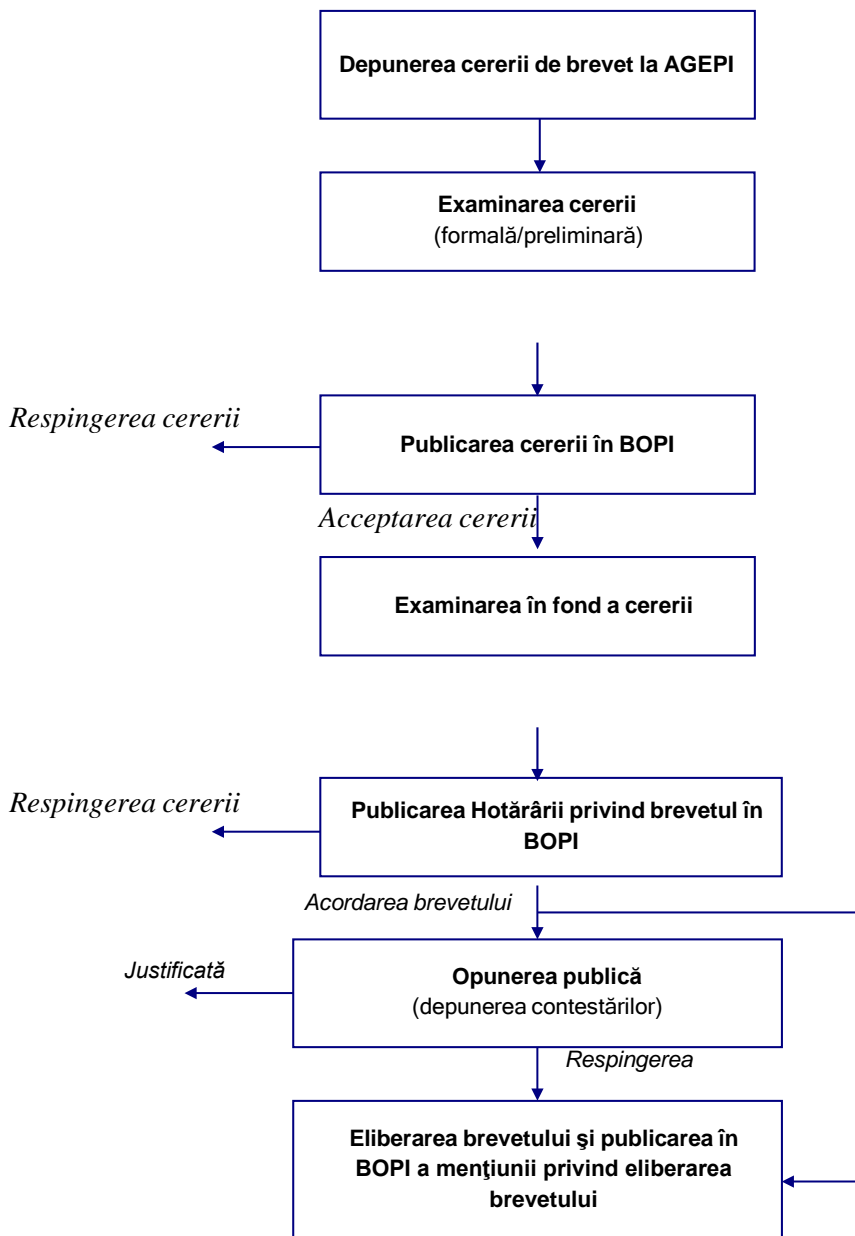 Depunerea cererii de brevet la AGEPI
Examinarea cererii
(formală/preliminară)
Respingerea cererii
Publicarea cererii în BOPI
Acceptarea cererii
Examinarea în fond a cererii
Respingerea cererii
Publicarea Hotărârii privind brevetul în
BOPI
Acordarea brevetului
Justificată
Opunerea publică
(depunerea contestărilor)
Respingerea
Eliberarea brevetului şi publicarea în
BOPI a menţiunii privind eliberarea
brevetului